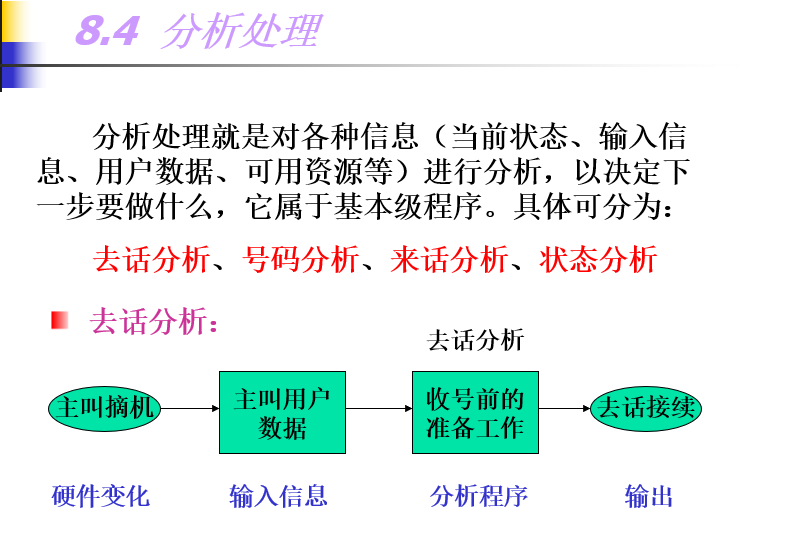 8.4 分析处理
分析处理就是对各种信息（当前状态、输入信
息、用户数据、可用资源等）进行分析，以决定下
一步要做什么，它属于基本级程序。具体可分为：
去话分析、号码分析、来话分析、状态分析
去话分析：
去话分析
主叫摘机
主叫用户
数据
收号前的
准备工作
去话接续
硬件变化
输入信息
分析程序
输出